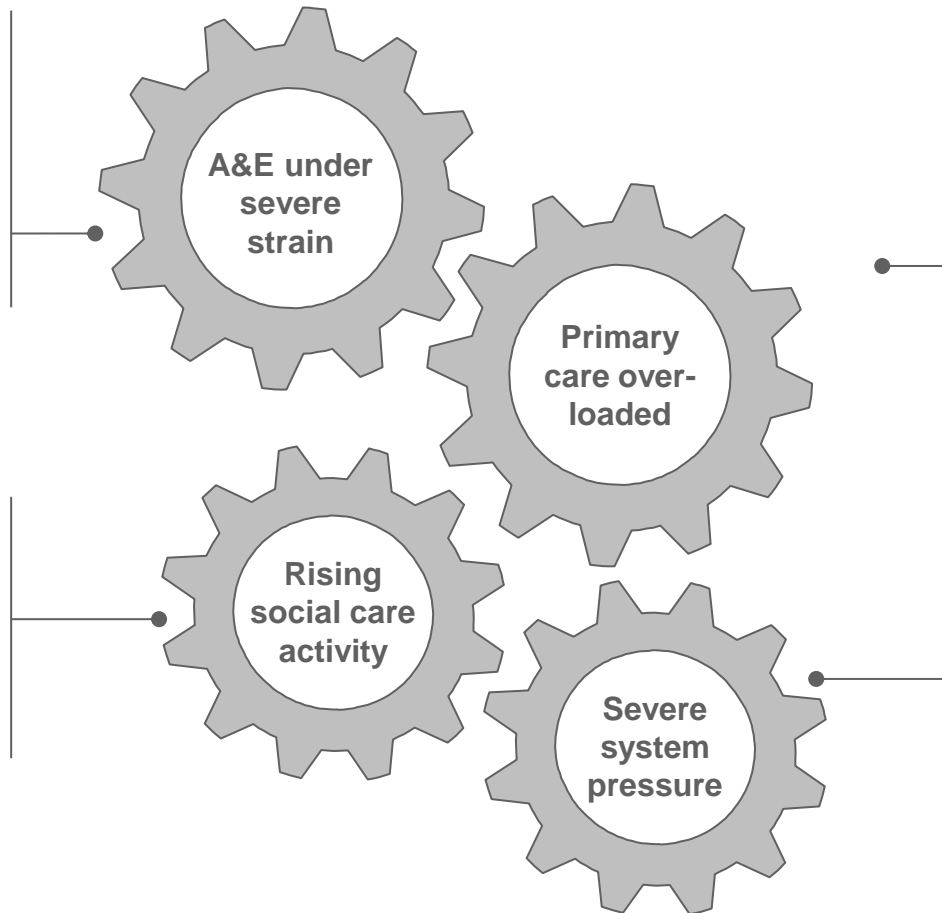 A&E under
severe
strain
Primary
care over-
loaded
Rising
social care
activity
Severe
system
pressure